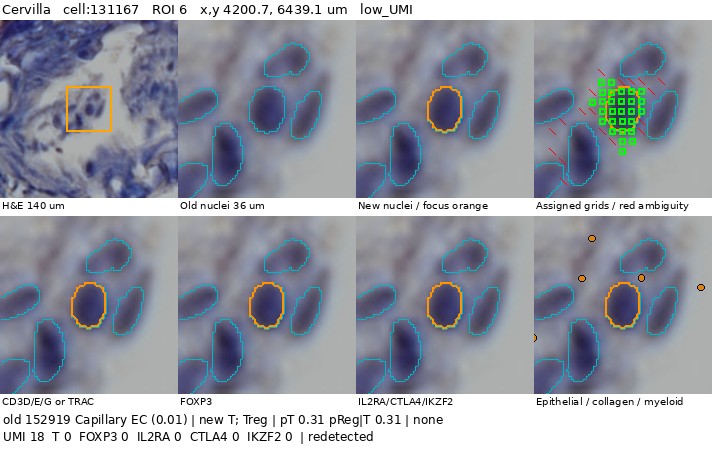 Cervilla cell:131167 ROI 6 x,y 4200.7, 6439.1 um low_UMI
H&E 140 um
Old nuclei 36 um
New nuclei / focus orange
Assigned grids / red ambiguity
CD3D/E/G or TRAC
FOXP3
IL2RA/CTLA4/IKZF2
Epithelial / collagen / myeloid
old 152919 Capillary EC (0.01) | new T; Treg | pT 0.31 pReg|T 0.31 | none
UMI 18 T 0 FOXP3 0 IL2RA 0 CTLA4 0 IKZF2 0 | redetected